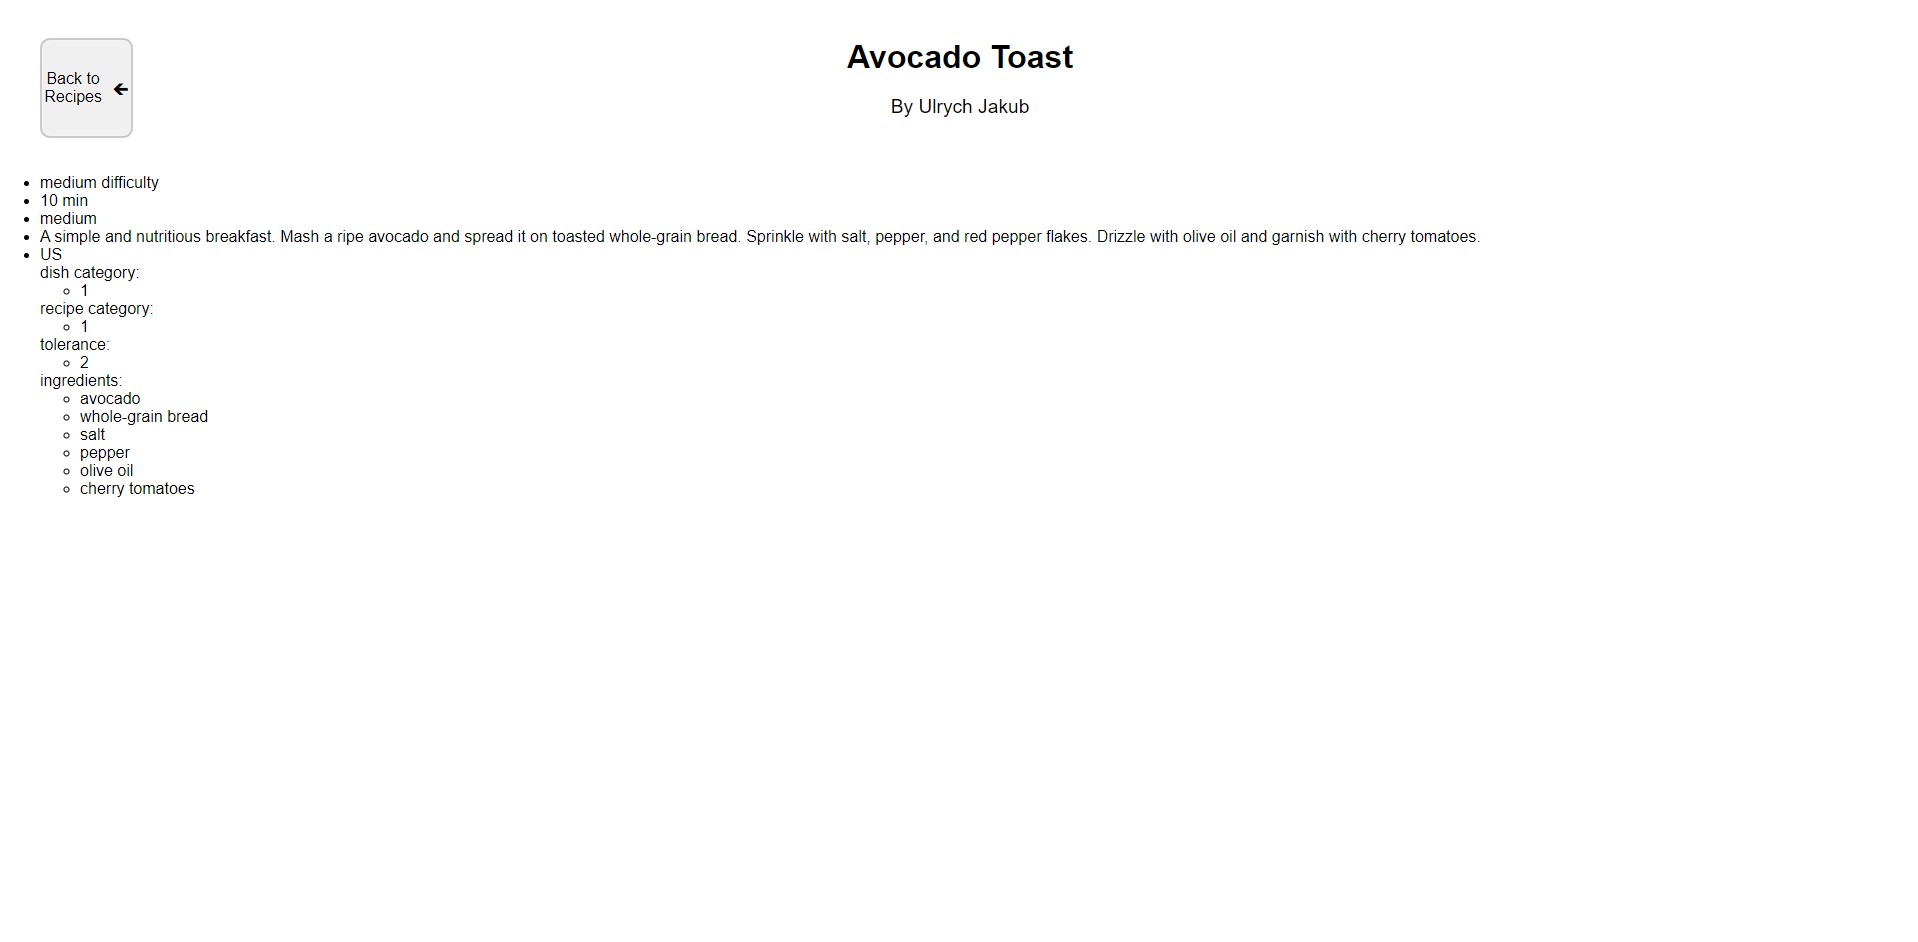 Back to
Recipes
Avocado Toast
By Ulrych Jakub
medium difficulty
10 min
medium
A simple and nutritious breakfast. Mash a ripe avocado and spread it on toasted whole-grain bread. Sprinkle with salt, pepper, and red pepper flakes. Drizzle with olive oil and garnish with cherry tomatoes.
US
dish category:
1
recipe category:
1
tolerance:
2
ingredients:
avocado
whole-grain bread
salt
pepper
olive oil
cherry tomatoes